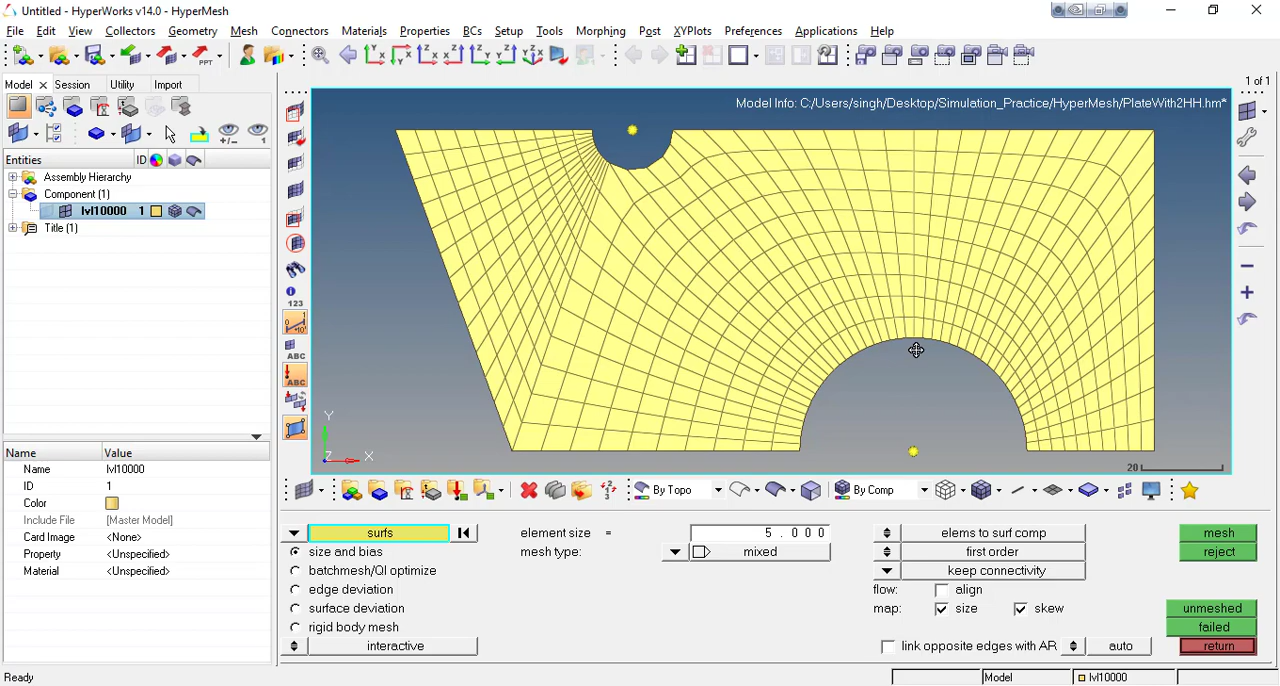 Untitled - HyperWorks v14.0 - HyperMesh
File Edit View Collectors Geometry Mesh Connectors Materials Properties BCs Setup Tools Morphing Post XYPlots Preferences Applications Help
PPT
Model Session Utility Import
1 of 1
Model Info: C:/Users/singh/Desktop/Simulation_Practice/HyperMesh/PlateWith2HH.hm*
Entities ID
Assembly Hierarchy
Component (1)
lvl10000 1
Title (1)
123
ABC
ABC
Y
Z X
20
Name Value
Name lvl10000
ID 1
Color
Include File [Master Model]
Card Image <None>
Property <Unspecified>
Material <Unspecified>
By Topo By Comp
surfs element size = 5.000 elems to surf comp mesh
size and bias mesh type: mixed first order reject
batchmesh/QI optimize keep connectivity
edge deviation flow: align
surface deviation map: size skew unmeshed
rigid body mesh failed
interactive link opposite edges with AR auto return
Ready Model lvl10000